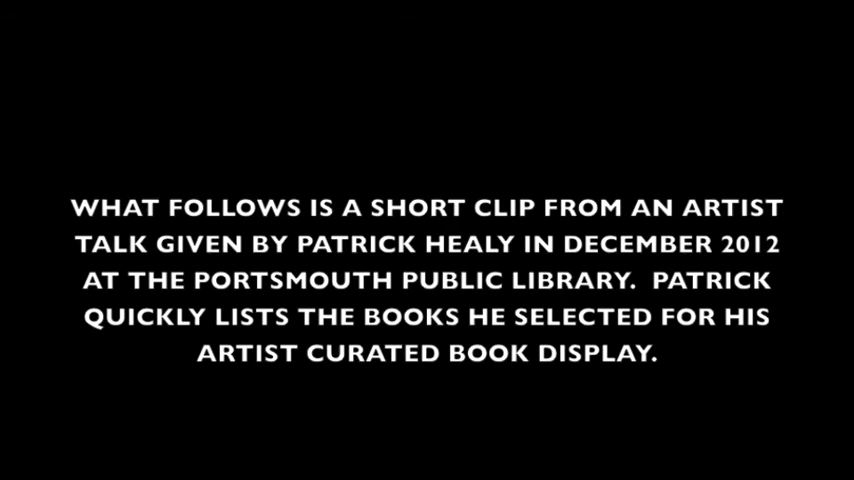 WHAT FOLLOWS IS A SHORT CLIP FROM AN ARTIST
TALK GIVEN BY PATRICK HEALY IN DECEMBER 2012
AT THE PORTSMOUTH PUBLIC LIBRARY.  PATRICK
QUICKLY LISTS THE BOOKS HE SELECTED FOR HIS
ARTIST CURATED BOOK DISPLAY.